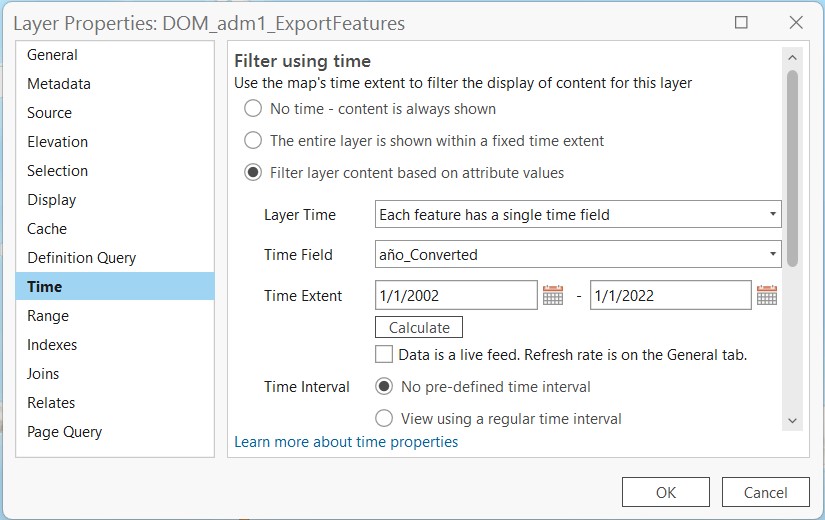 Layer Properties: DOM_adm1_ExportFeatures
General
Metadata
Source
Elevation
Selection
Display
Cache
Definition Query
Time
Range
Indexes
Joins
Relates
Page Query
Filter using time
Use the map's time extent to filter the display of content for this layer
No time - content is always shown
The entire layer is shown within a fixed time extent
Filter layer content based on attribute values
Layer Time Each feature has a single time field
Time Field año_Converted
Time Extent 1/1/2002 - 1/1/2022
Calculate
Data is a live feed. Refresh rate is on the General tab.
Time Interval No pre-defined time interval
View using a regular time interval
Learn more about time properties
OK Cancel